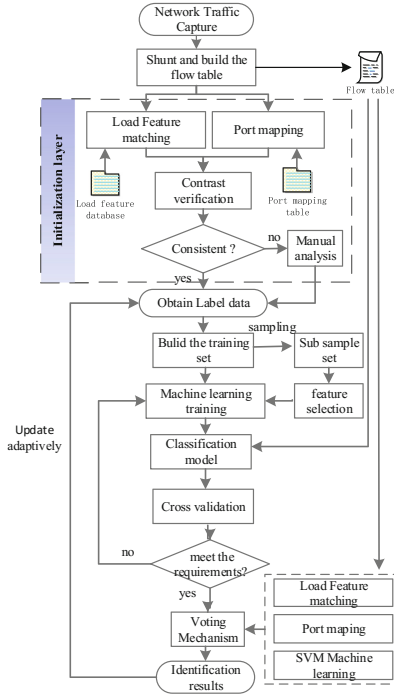 Network Traffic
Capture
Shunt and build the
flow table
Flow table
Initialization layer
Load Feature
matching
Port mapping
Load feature
database
Contrast
verification
Port mapping
table
Consistent ?
no
Manual
analysis
yes
Obtain Label data
sampling
Bulid the training
set
Sub sample
set
Machine learning
training
feature
selection
Update
adaptively
Classification
model
Cross validation
no
meet the
requirements?
yes
Load Feature
matching
Voting
Mechanism
Port maping
SVM Machine
learning
Identification
results